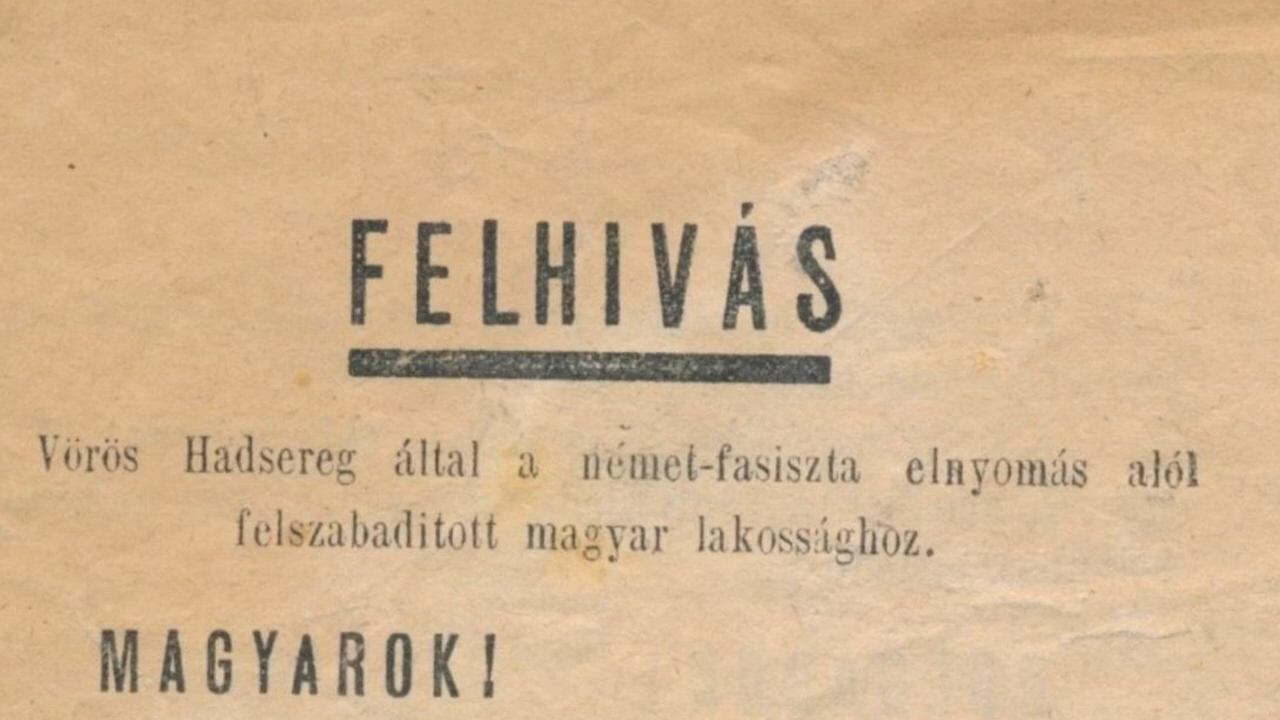 FELHIVÁS
Vörös Hadsereg által a német-fasiszta elnyomás alól
felszabaditott magyar lakossághoz.
MAGYAROK!